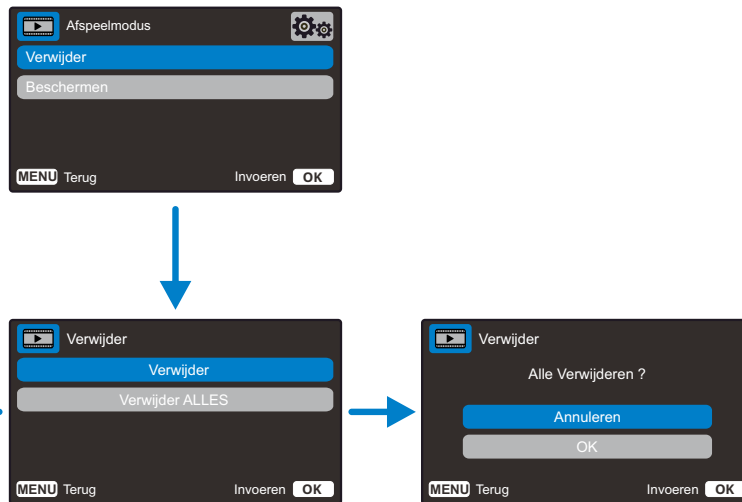 Afspeelmodus
Verwijder
Beschermen
MENU Terug Invoeren OK
Verwijder
Verwijder
Verwijder ALLES
MENU Terug Invoeren OK
Verwijder
Alle Verwijderen ?
Annuleren
OK
MENU Terug Invoeren OK